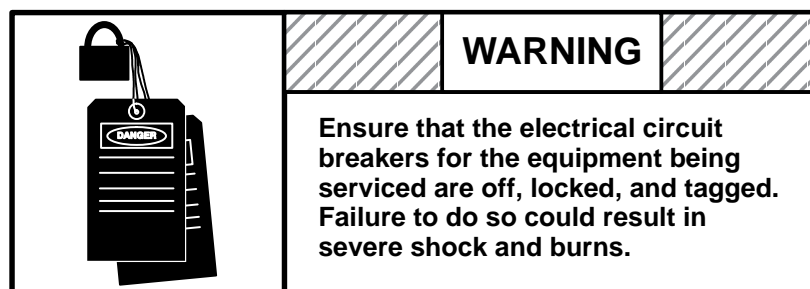 WARNING
DANGER
Ensure that the electrical circuit
breakers for the equipment being
serviced are off, locked, and tagged.
Failure to do so could result in
severe shock and burns.